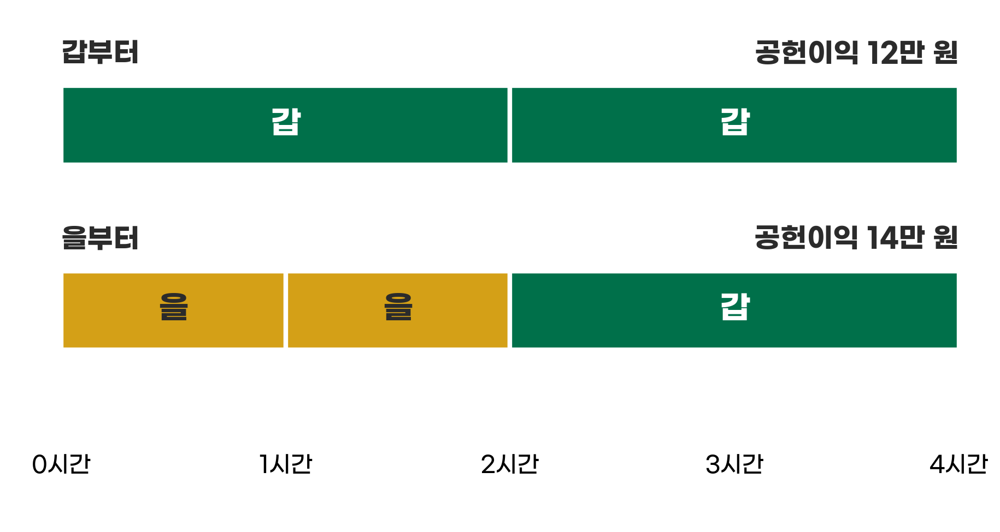 갑부터
공헌이익 12만 원
갑
갑
을부터
공헌이익 14만 원
을
을
갑
0시간
1시간
2시간
3시간
4시간